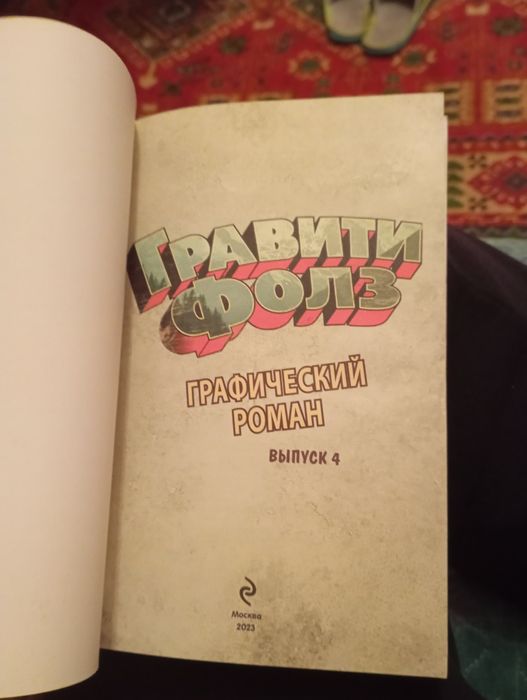 ГРАВИТИ
ФОЛЗ
ГРАФИЧЕСКИЙ
РОМАН
ВЫПУСК 4
Москва
2023